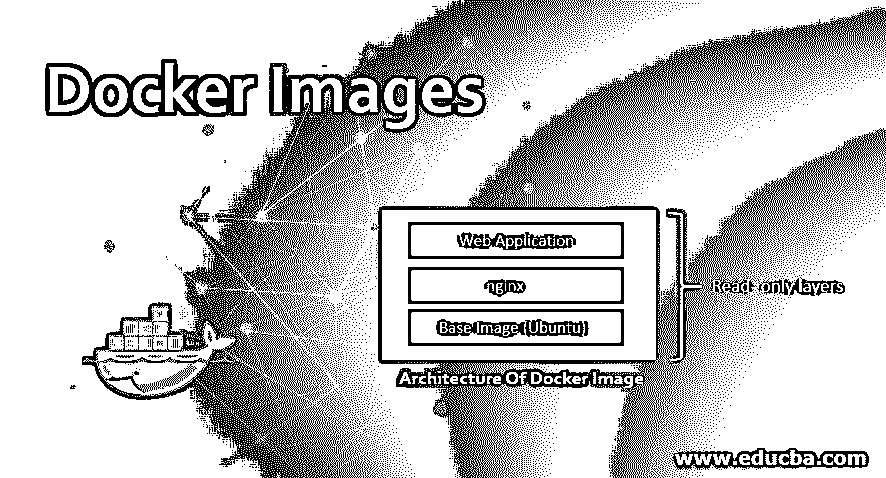 Docker Images
Web Application
nginx
Base Image (Ubuntu)
Read -only layers
Architecture Of Docker Image
www.educba.com